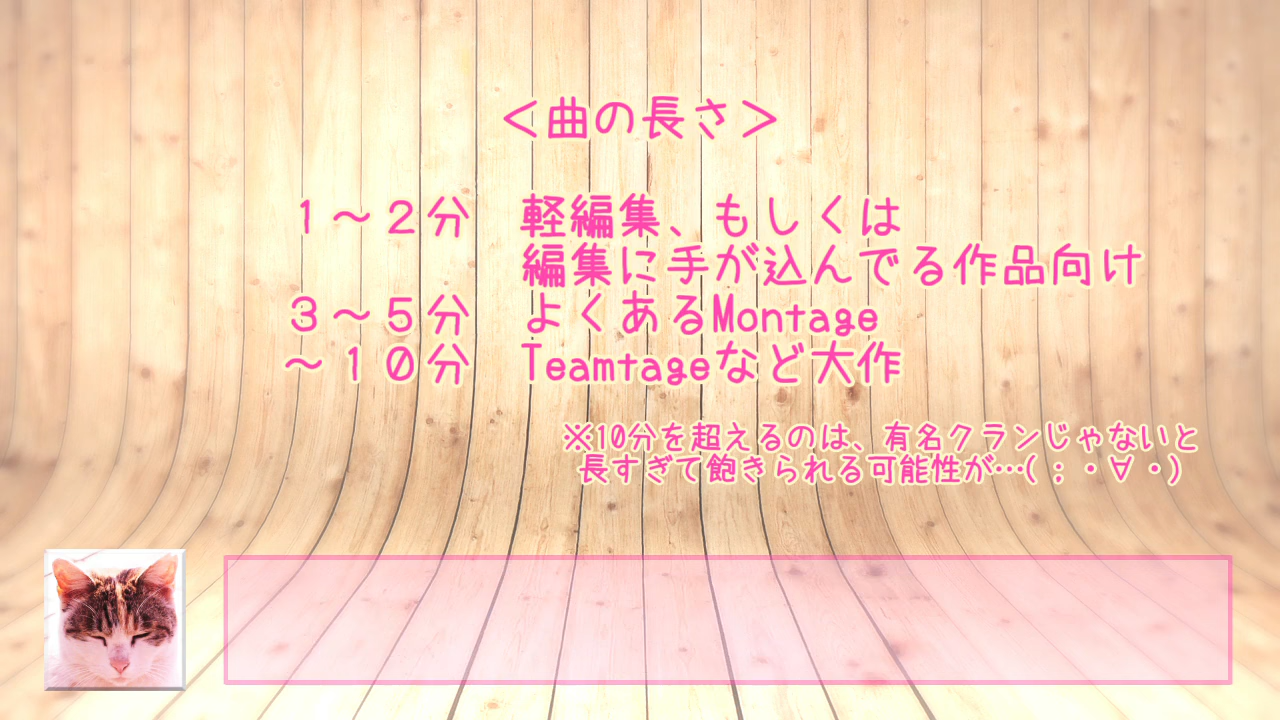 ＜曲の長さ＞
１～２分　軽編集、もしくは
編集に手が込んでる作品向け
３～５分　よくあるMontage
～１０分　Teamtageなど大作
※10分を超えるのは、有名クランじゃないと
長すぎて飽きられる可能性が…(；・∀・)